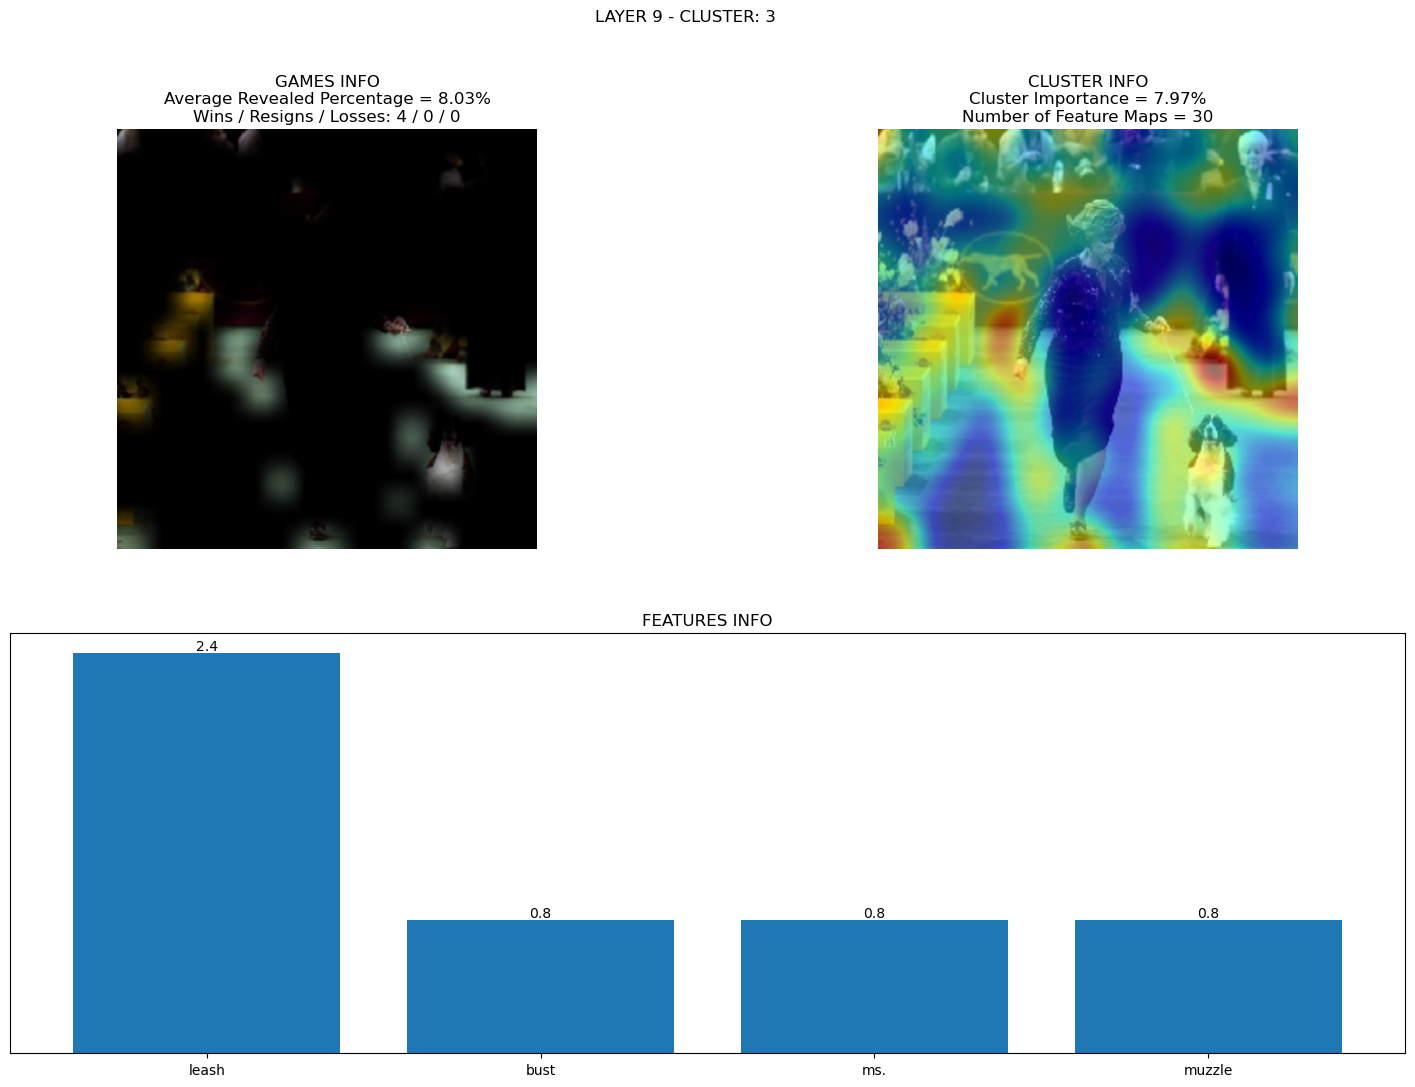 LAYER 9 - CLUSTER: 3
GAMES INFO
Average Revealed Percentage = 8.03%
Wins / Resigns / Losses: 4 / 0 / 0
CLUSTER INFO
Cluster Importance = 7.97%
Number of Feature Maps = 30
FEATURES INFO
2.4
0.8
0.8
0.8
leash
bust
ms.
muzzle